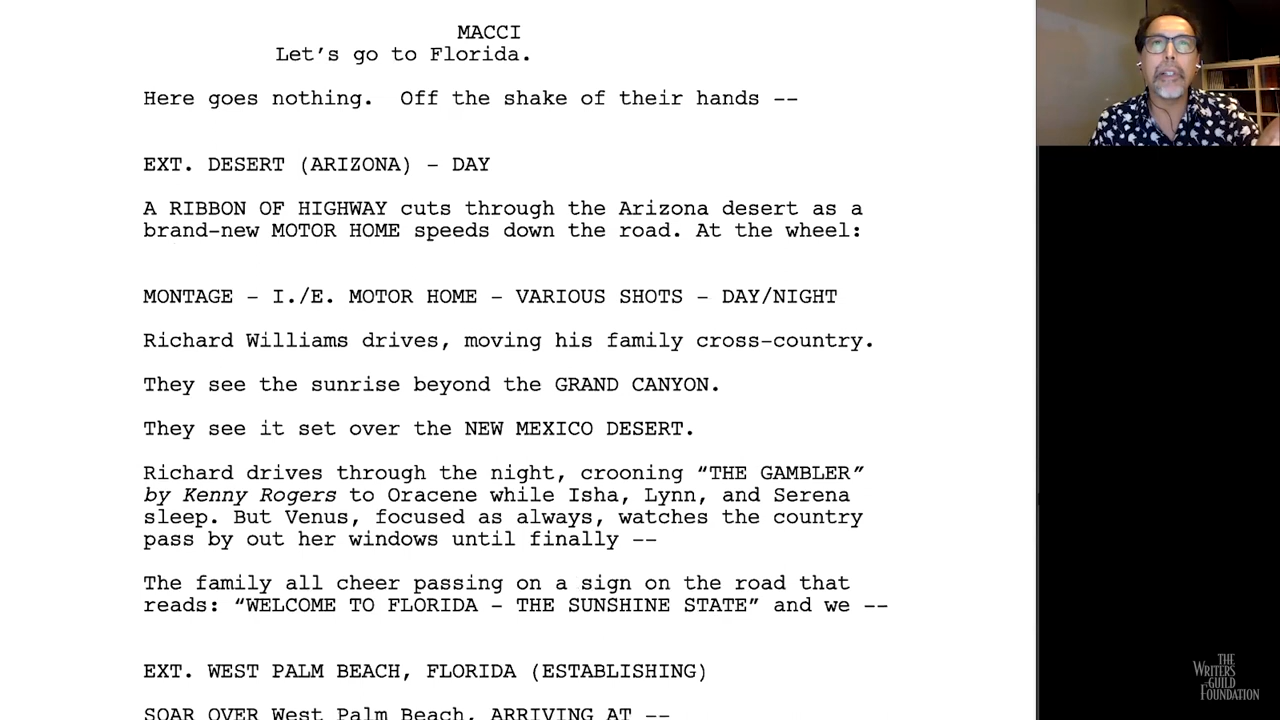 MACCI
Let's go to Florida.
Here goes nothing. Off the shake of their hands --
EXT. DESERT (ARIZONA) – DAY
A RIBBON OF HIGHWAY cuts through the Arizona desert as a
brand-new MOTOR HOME speeds down the road. At the wheel:
MONTAGE – I./E. MOTOR HOME – VARIOUS SHOTS – DAY/NIGHT
Richard Williams drives, moving his family cross-country.
They see the sunrise beyond the GRAND CANYON.
They see it set over the NEW MEXICO DESERT.
Richard drives through the night, crooning “THE GAMBLER”
by Kenny Rogers to Oracene while Isha, Lynn, and Serena
sleep. But Venus, focused as always, watches the country
pass by out her windows until finally --
The family all cheer passing on a sign on the road that
reads: “WELCOME TO FLORIDA – THE SUNSHINE STATE” and we --
EXT. WEST PALM BEACH, FLORIDA (ESTABLISHING)
SOAR OVER West Palm Beach, ARRIVING AT --
THE
WRITERS
GUILD
FOUNDATION